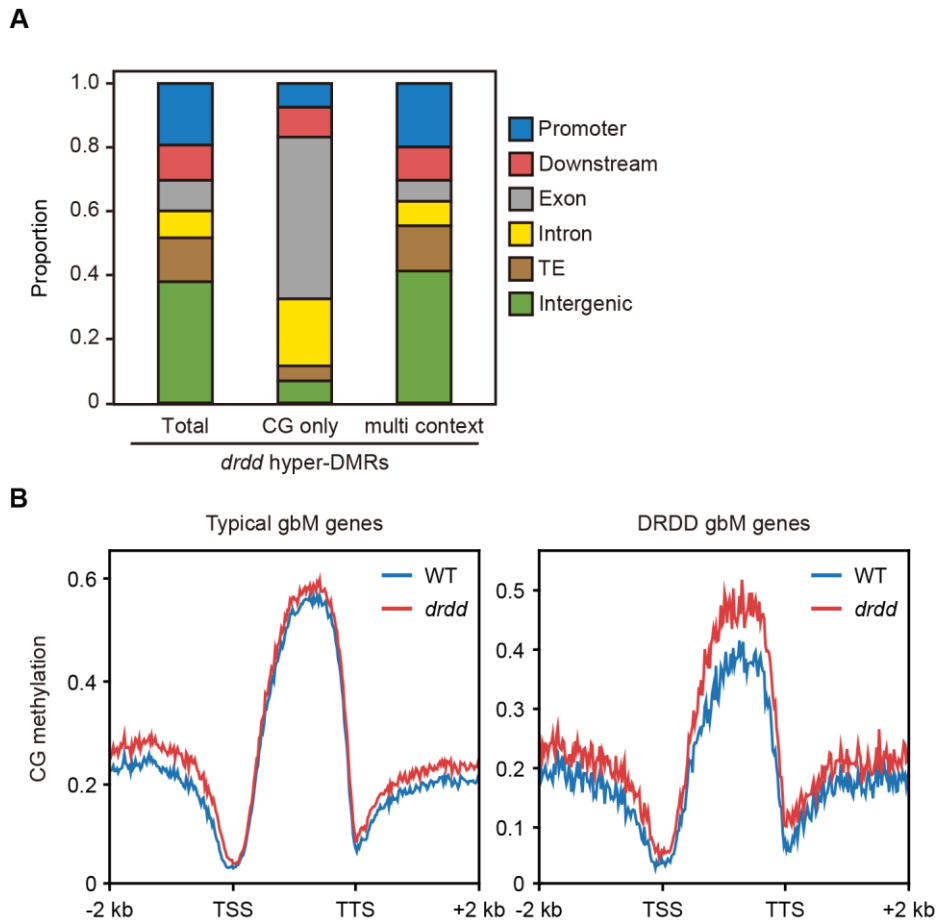 A
Proportion
1.0
0.8
0.6
0.4
0.2
0
Total CG only multi context
drdd hyper-DMRs
Promoter
Downstream
Exon
Intron
TE
Intergenic
B
Typical gbM genes
CG methylation
0.6
0.4
0.2
0
WT
drdd
-2 kb TSS TTS +2 kb
DRDD gbM genes
0.5
0.4
0.3
0.2
0.1
0
WT
drdd
-2 kb TSS TTS +2 kb